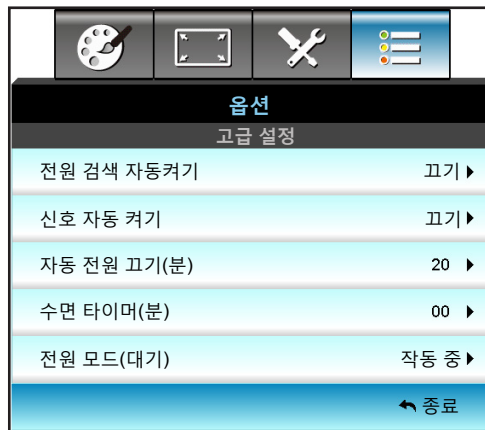 옵션
고급 설정
전원 검색 자동켜기 끄기
신호 자동 켜기 끄기
자동 전원 끄기(분) 20
수면 타이머(분) 00
전원 모드(대기) 작동 중
종료